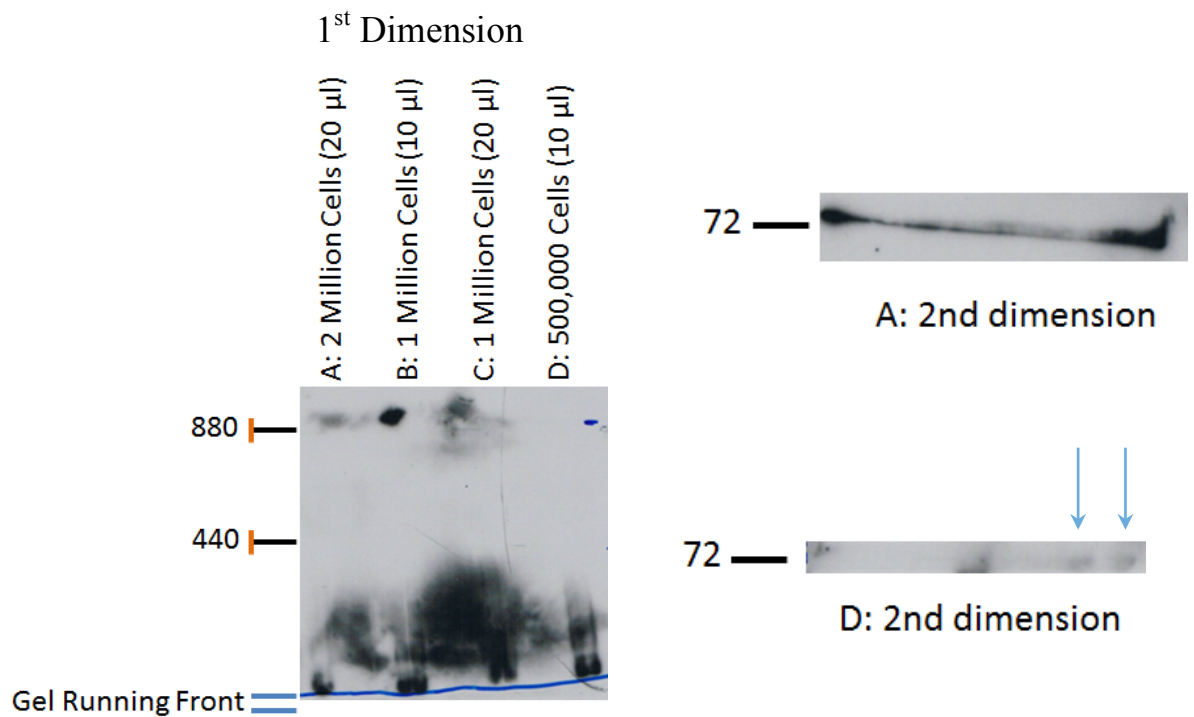 1st Dimension
A: 2 Million Cells (20 µl)
B: 1 Million Cells (10 µl)
C: 1 Million Cells (20 µl)
D: 500,000 Cells (10 µl)
880
440
Gel Running Front
72
A: 2nd dimension
72
D: 2nd dimension